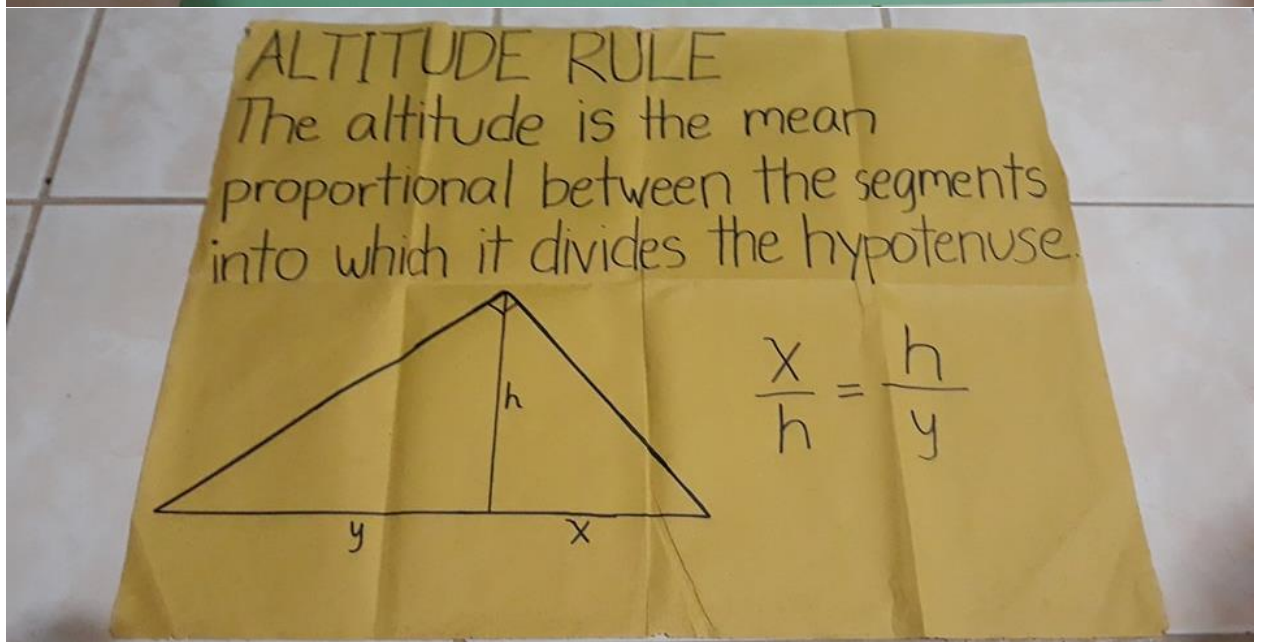 ALTITUDE RULE
The altitude is the mean
proportional between the segments
into which it divides the hypotenuse.
h
y x
x/h = h/y